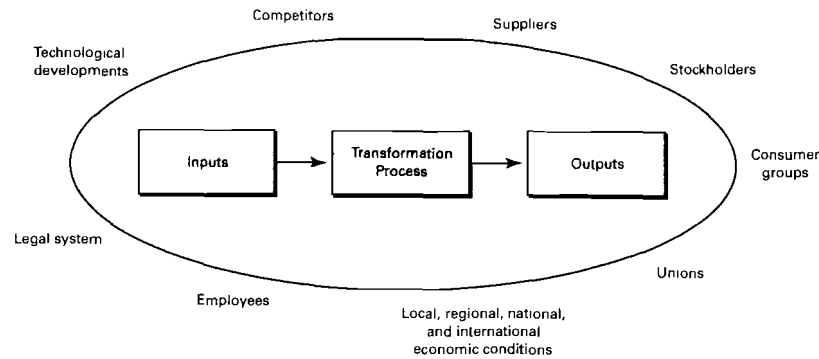 Competitors
Suppliers
Technological
developments
Stockholders
Inputs
Transformation
Process
Outputs
Consumer
groups
Legal system
Unions
Employees
Local, regional, national,
and international
economic conditions